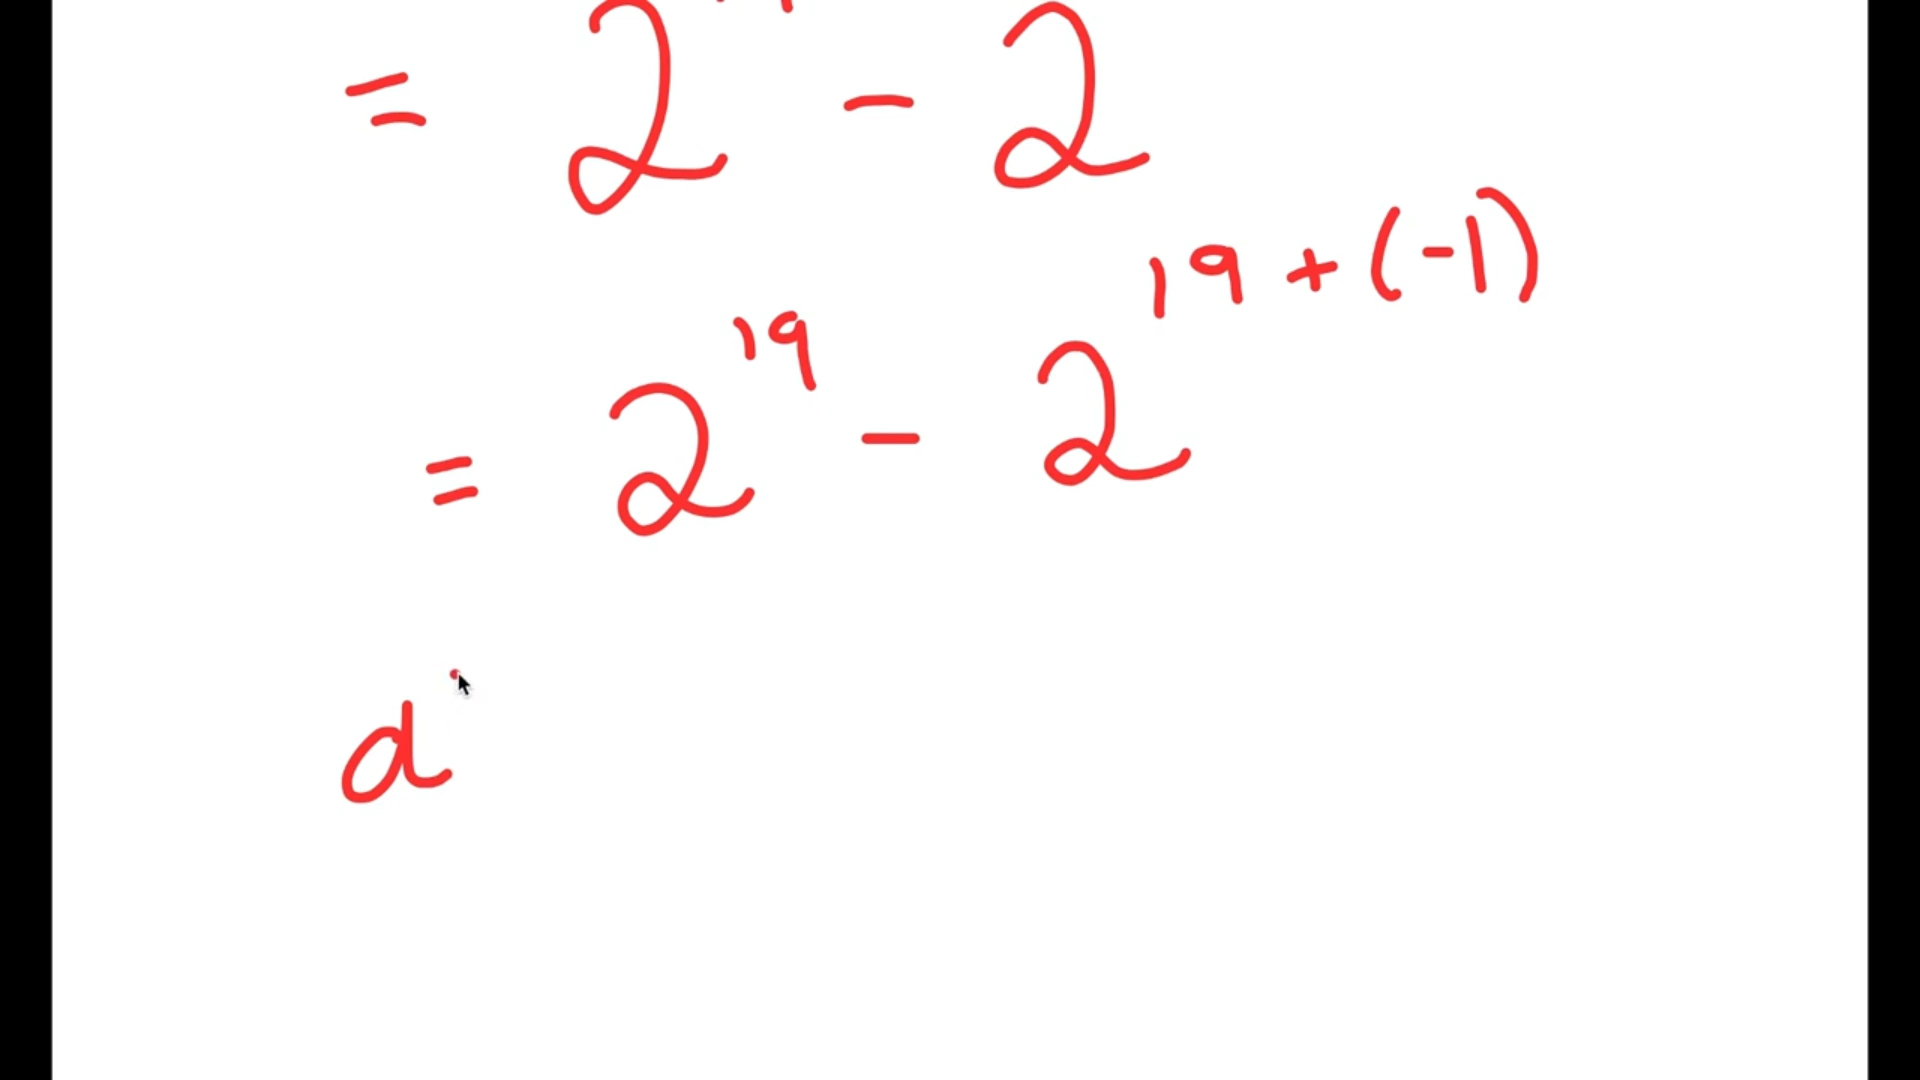 = 2 - 2
= 2^19 - 2^19 + (-1)
a